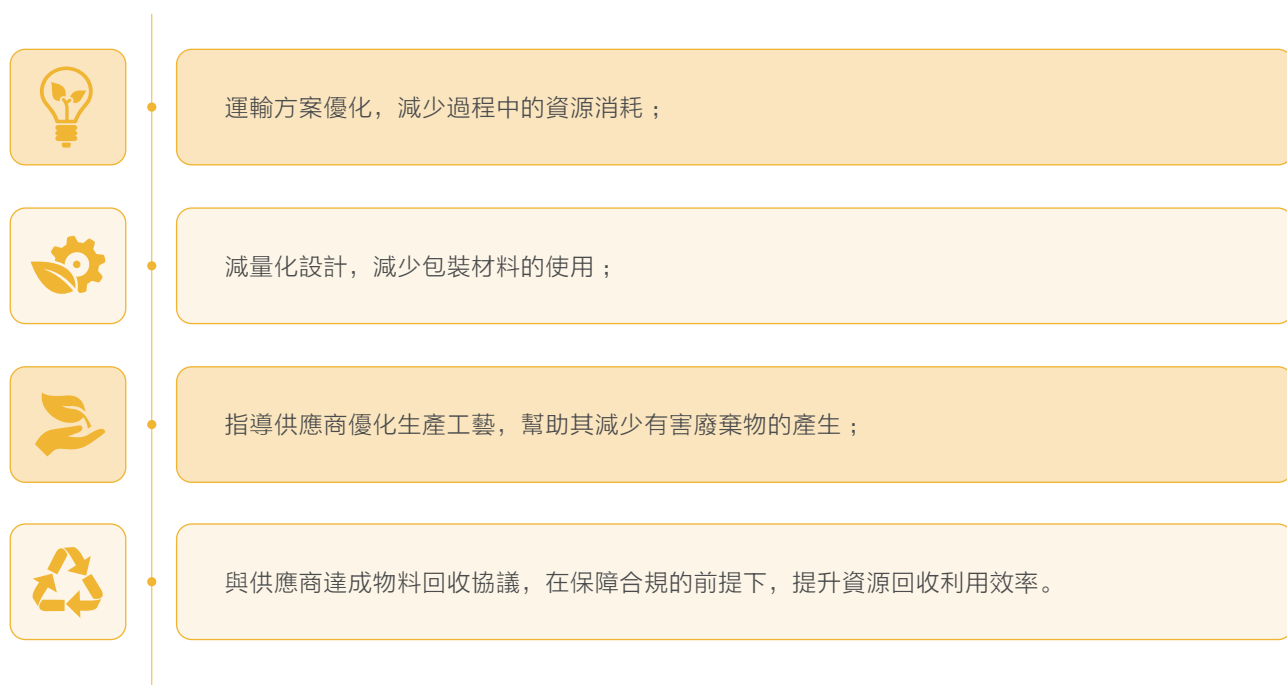 運輸方案優化，減少過程中的資源消耗；
減量化設計，減少包裝材料的使用；
指導供應商優化生產工藝，幫助其減少有害廢棄物的產生；
與供應商達成物料回收協議，在保障合規的前提下，提升資源回收利用效率。